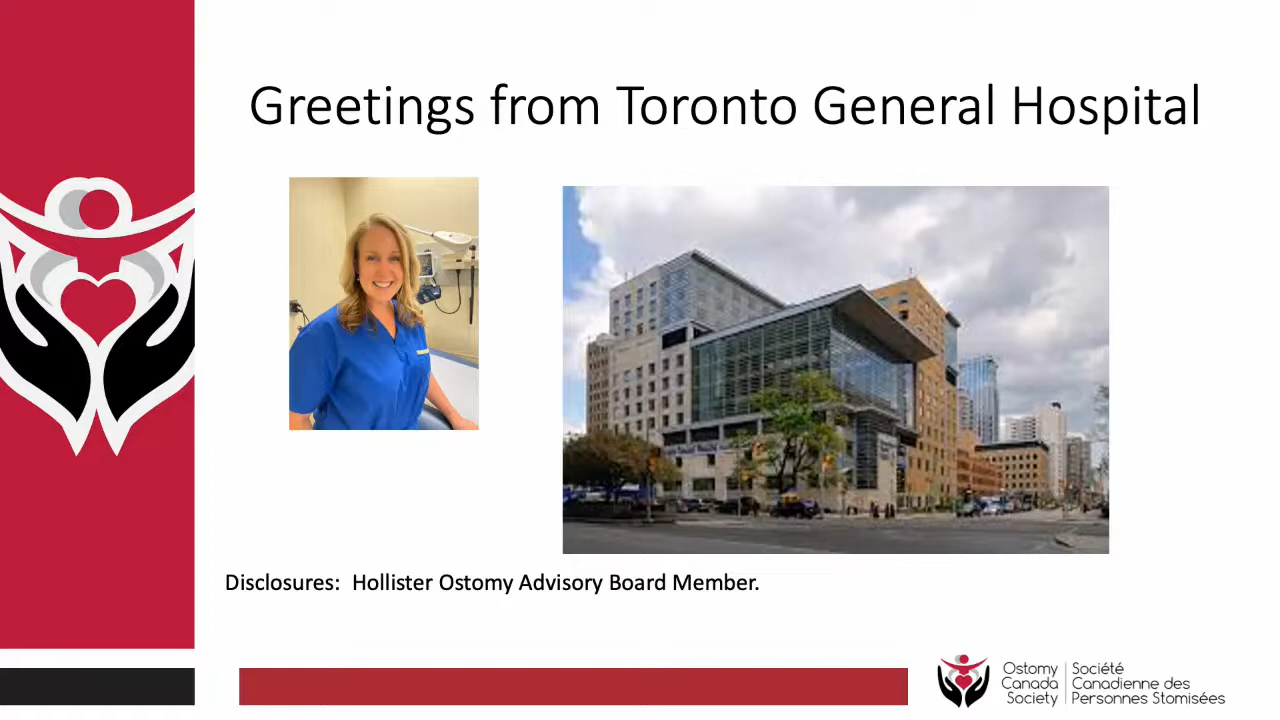 Greetings from Toronto General Hospital
Disclosures:  Hollister Ostomy Advisory Board Member.
Ostomy
Canada
Society
Société
Canadienne des
Personnes Stomisées